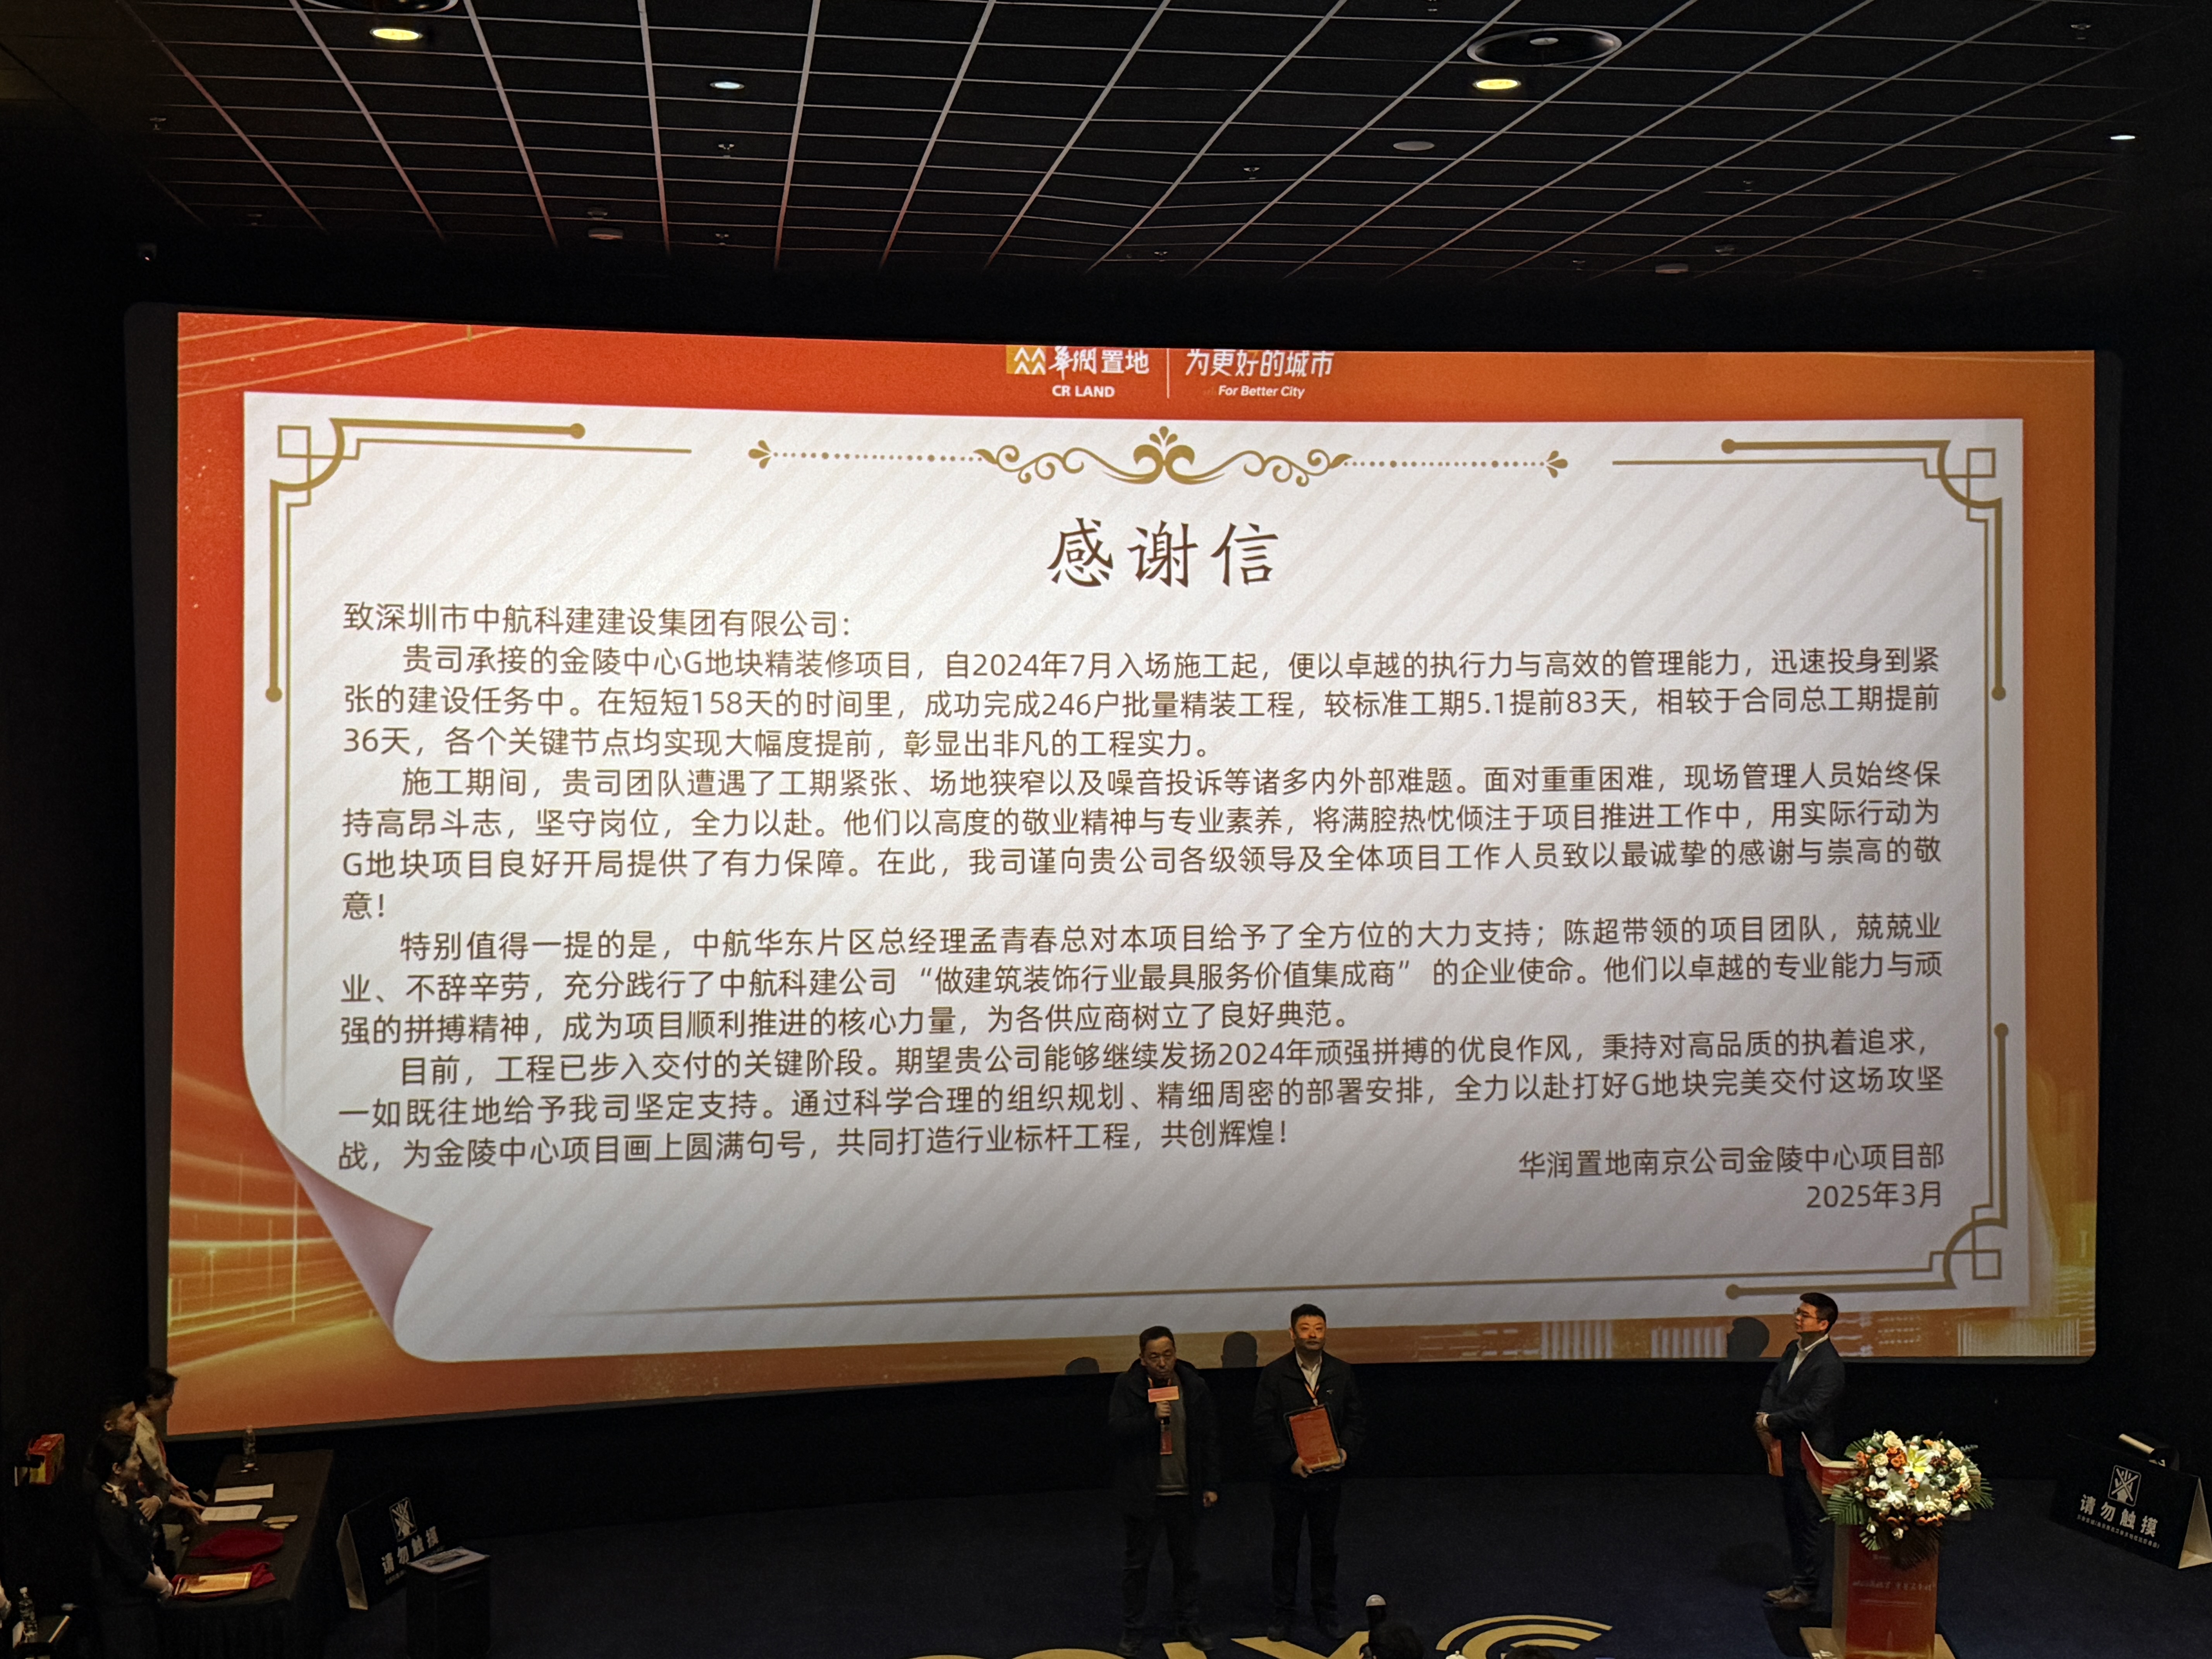 華潤置地
CR LAND
为更好的城市
For Better City
感谢信
致深圳市中航科建建设集团有限公司：
贵司承接的金陵中心G地块精装修项目，自2024年7月入场施工起，便以卓越的执行力与高效的管理能力，迅速投身到紧
张的建设任务中。在短短158天的时间里，成功完成246户批量精装工程，较标准工期5.1提前83天，相较于合同总工期提前
36天，各个关键节点均实现大幅度提前，彰显出非凡的工程实力。
施工期间，贵司团队遭遇了工期紧张、场地狭窄以及噪音投诉等诸多内外部难题。面对重重困难，现场管理人员始终保
持高昂斗志，坚守岗位，全力以赴。他们以高度的敬业精神与专业素养，将满腔热忱倾注于项目推进工作中，用实际行动为
G地块项目良好开局提供了有力保障。在此，我司谨向贵公司各级领导及全体项目工作人员致以最诚挚的感谢与崇高的敬
意！
特别值得一提的是，中航华东片区总经理孟青春总对本项目给予了全方位的大力支持；陈超带领的项目团队，兢兢业
业、不辞辛劳，充分践行了中航科建公司 “做建筑装饰行业最具服务价值集成商” 的企业使命。他们以卓越的专业能力与顽
强的拼搏精神，成为项目顺利推进的核心力量，为各供应商树立了良好典范。
目前，工程已步入交付的关键阶段。期望贵公司能够继续发扬2024年顽强拼搏的优良作风，秉持对高品质的执着追求，
一如既往地给予我司坚定支持。通过科学合理的组织规划、精细周密的部署安排，全力以赴打好G地块完美交付这场攻坚
战，为金陵中心项目画上圆满句号，共同打造行业标杆工程，共创辉煌！
华润置地南京公司金陵中心项目部
2025年3月
请勿触摸
请勿触摸